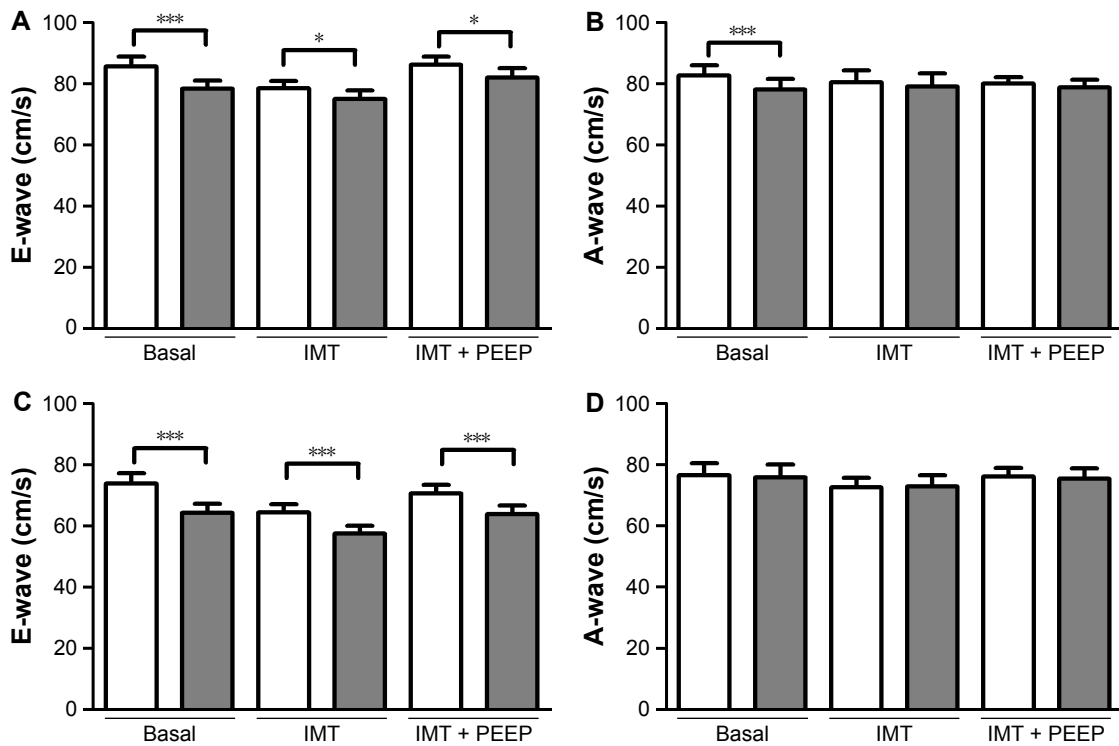 A
E-wave (cm/s)
100
80
60
40
20
0
*** * *
Basal IMT IMT + PEEP
B
A-wave (cm/s)
100
80
60
40
20
0
***
Basal IMT IMT + PEEP
C
E-wave (cm/s)
100
80
60
40
20
0
*** *** ***
Basal IMT IMT + PEEP
D
A-wave (cm/s)
100
80
60
40
20
0
Basal IMT IMT + PEEP